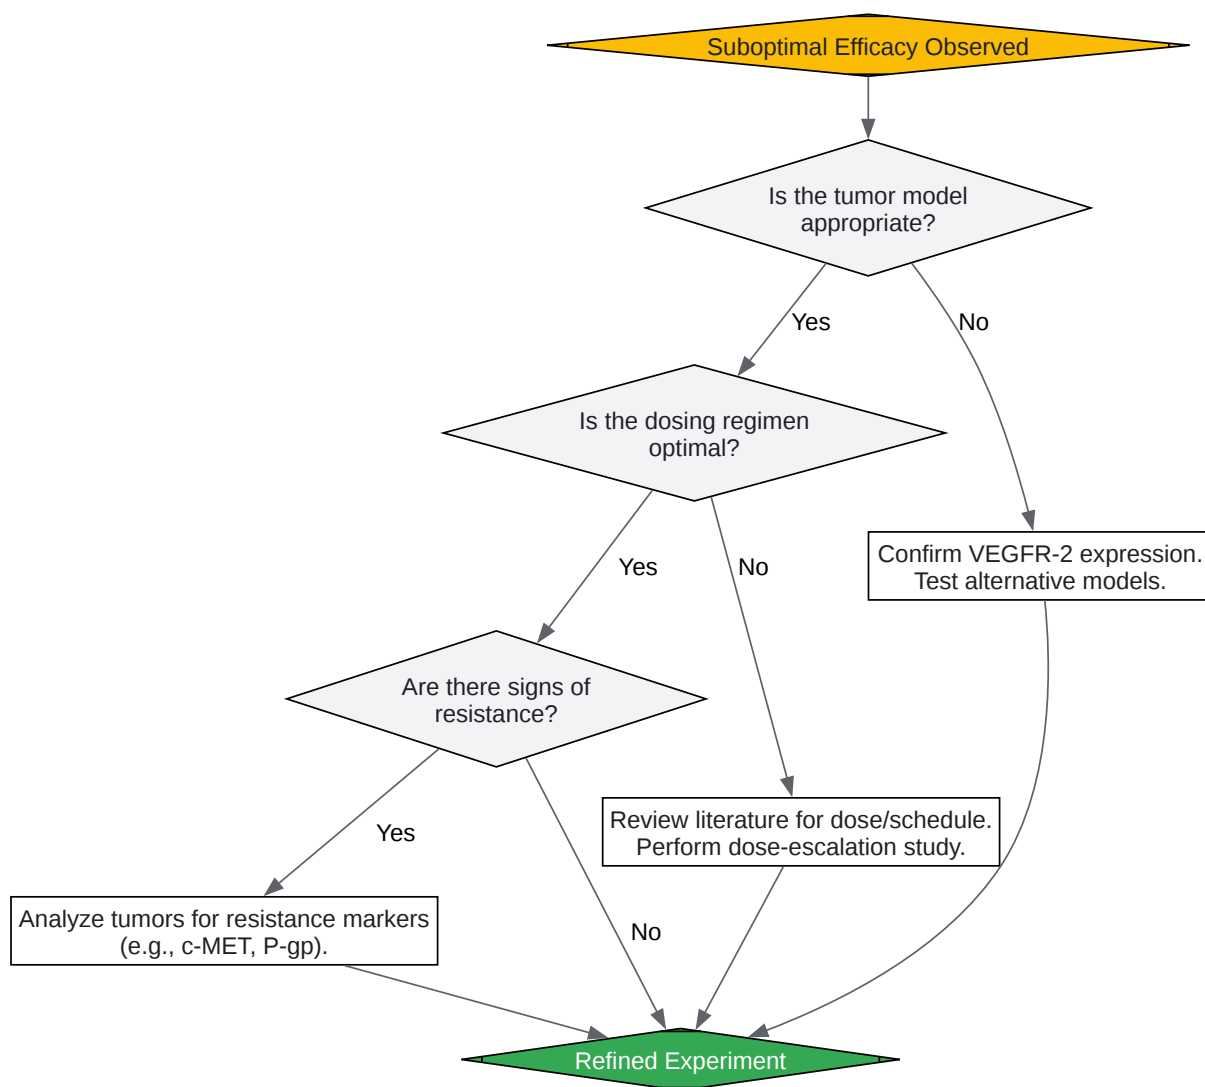 Suboptimal Efficacy Observed
Is the tumor model
appropriate?
Yes
No
Is the dosing regimen
optimal?
Yes
No
Confirm VEGFR-2 expression.
Test alternative models.
Are there signs of
resistance?
Yes
No
Review literature for dose/schedule.
Perform dose-escalation study.
Analyze tumors for resistance markers
(e.g., c-MET, P-gp).
Refined Experiment